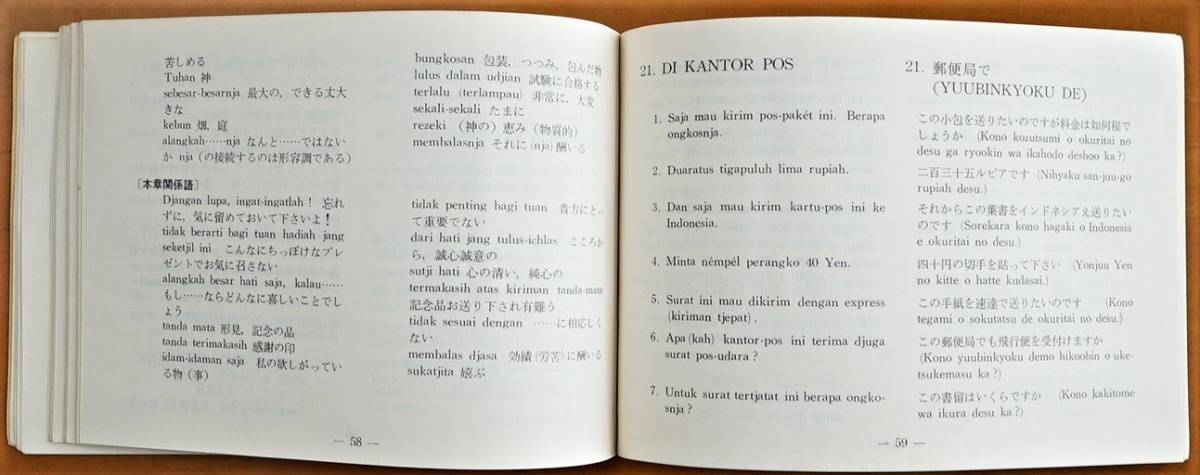 苦しめる
Tuhan 神
sebesar-besarnja 最大の，できる丈大
きな
kebun 畑, 庭
alangkah……nja なんと……ではない
か nja (の接続するのは形容調である)
〔本章関係語〕
Djangan lupa, ingat-ingatlah！ 忘れ
ずに，気に留めておいて下さいよ！
tidak berarti bagi tuan hadiah jang
seketjil ini こんなにちっぽけなプレ
ゼントでお気に召さない
alangkah besar hati saja, kalau……
もし……ならどんなに喜しいことでし
ょう
tanda mata 形見，記念の品
tanda terimakasih 感謝の印
idam-idaman saja 私の欲しがってい
る物（事）
bungkosan 包装，つつみ，包んだ物
lulus dalam udjian 試験に合格する
terlalu (terlampau) 非常に，大変
sekali-sekali たまに
rezeki （神の）恵み（物質的）
membalasnja それに (nja) 酬いる
tidak penting bagi tuan 貴方にとっ
て重要でない
dari hati jang tulus-ichlas こころか
ら，誠心誠意の
sutji hati 心の清い，純心の
termakasih atas kiriman tanda-mata
記念品お送り下され有難う
tidak sesuai dengan ……に相応しく
ない
membalas djasa 効績(労苦)に酬いる
sukatjita 嬉ぶ
— 58 —
21. DI KANTOR POS
1. Saja mau kirim pos-pakét ini. Berapa
ongkosnja.
2. Duaratus tigapuluh lima rumpiah.
3. Dan saja mau kirim kartu-pos ini ke
Indonesia.
4. Minta némpél perangko 40 Yen.
5. Surat ini mau dikirim dengan express
(kiriman tjepat).
6. Apa(kah) kantor-pos ini terima djuga
surat pos-udara？
7. Untuk surat tertjatat ini berapa ongko-
snja？
21. 郵便局で
(YUUBINKYOKU DE)
この小包を送りたいのですが料金は如何程で
しょうか (Kono kozutsumi o okuritai no
desu ga ryookin wa ikahodo deshoo ka？)
二百三十五ルピアです (Nihyaku san-juu-go
rupiah desu.)
それからこの葉書をインドネシアえ送りたい
のです (Sorekara kono hagaki o Indonesia
e okuritai no desu.)
四十円の切手を貼って下さい (Yonjuu Yen
no kitte o hatte kudasai.)
この手紙を速達で送りたいのです (Kono
tegami o sokutatsu de okuritai no desu.)
この郵便局でも飛行便を受付けますか
(Kono yuubinkyoku demo hikoobin o uke-
tsukemasu ka？)
この書留はいくらですか (Kono kakitome
wa ikura desu ka？)
— 59 —